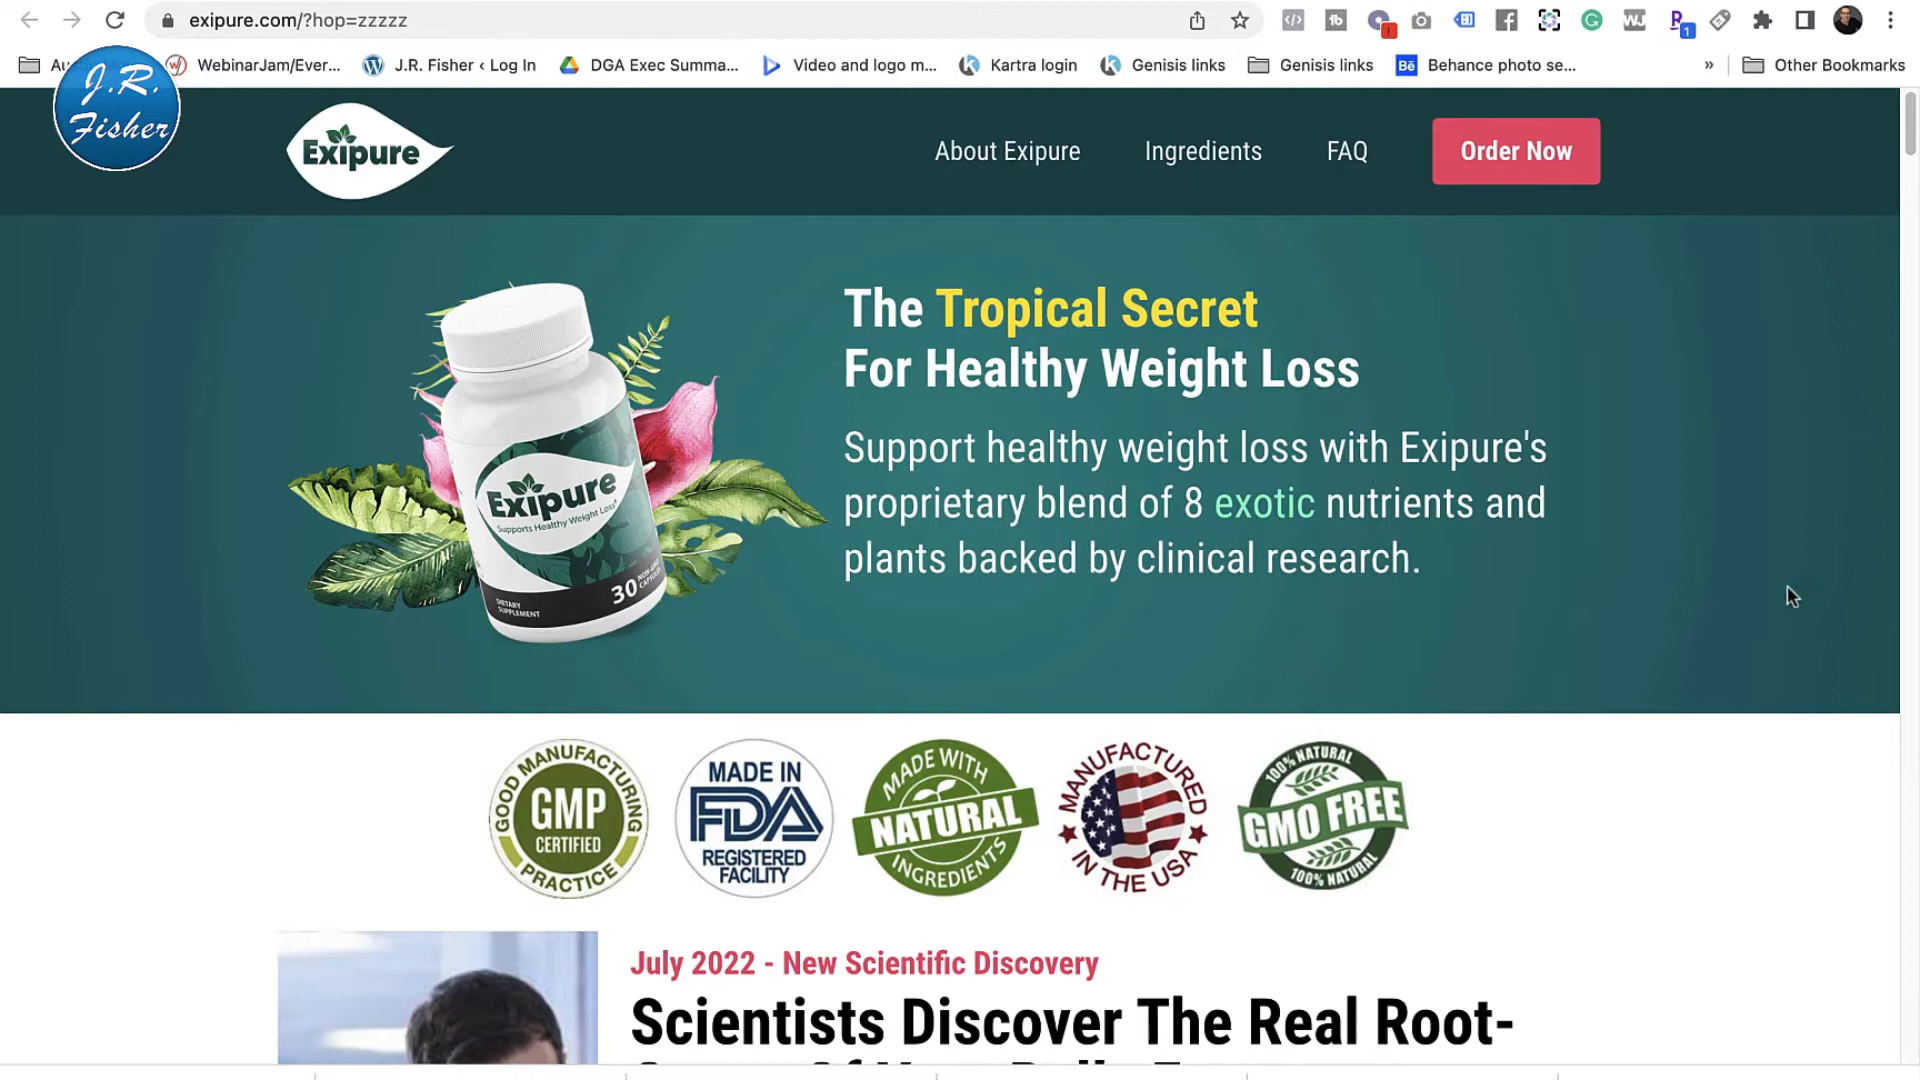 exipure.com/?hop=zzzzz
WebinarJam/Ever...
J.R. Fisher ‹ Log In
DGA Exec Summa...
Video and logo m...
Kartra login
Genisis links
Genisis links
Behance photo se...
»
Other Bookmarks
J.R.
Fisher
Exipure
About Exipure
Ingredients
FAQ
Order Now
The Tropical Secret
For Healthy Weight Loss
Support healthy weight loss with Exipure's
proprietary blend of 8 exotic nutrients and
plants backed by clinical research.
Exipure
Supports Healthy Weight Loss
DIETARY
SUPPLEMENT
30 NON-GMO
CAPSULES
GOOD MANUFACTURING
GMP
CERTIFIED
PRACTICE
MADE IN
FDA
REGISTERED
FACILITY
MADE WITH
NATURAL
INGREDIENTS
MANUFACTURED
IN THE USA
100% NATURAL
GMO FREE
100% NATURAL
July 2022 - New Scientific Discovery
Scientists Discover The Real Root-